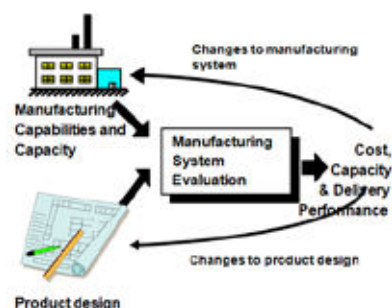 Changes to manufacturing
system
Manufacturing
Capabilities and
Capacity
Manufacturing
System
Evaluation
Cost,
Capacity
& Delivery
Performance
Changes to product design
Product design